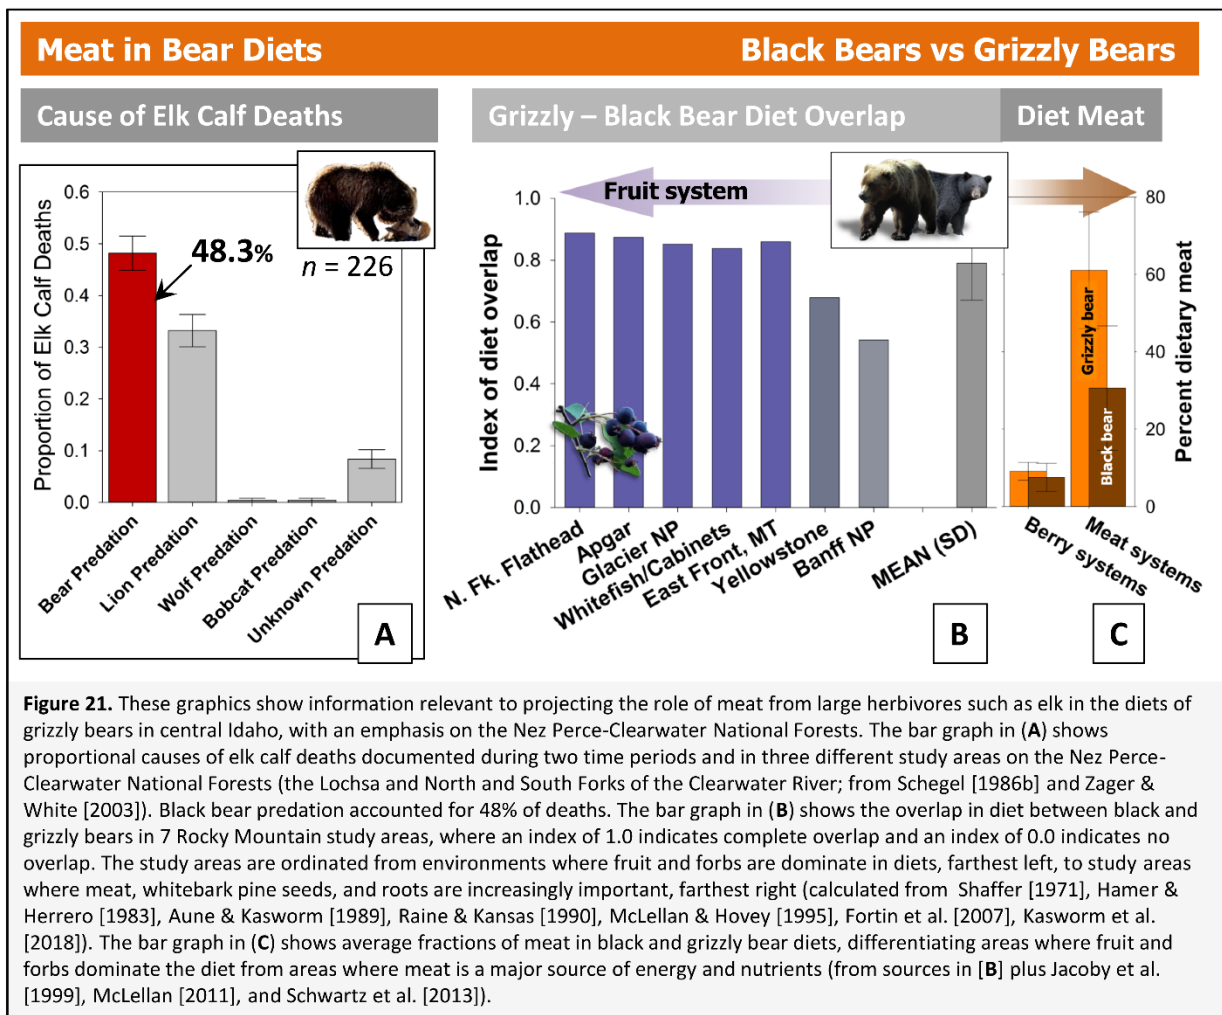 Meat in Bear Diets
Black Bears vs Grizzly Bears
Cause of Elk Calf Deaths
Grizzly – Black Bear Diet Overlap
Diet Meat
Proportion of Elk Calf Deaths
0.6
0.5
0.4
0.3
0.2
0.1
0.0
48.3%
n = 226
Bear Predation
Lion Predation
Wolf Predation
Bobcat Predation
Unknown Predation
A
Fruit system
Index of diet overlap
1.0
0.8
0.6
0.4
0.2
0.0
N. Fk. Flathead
Apgar
Glacier NP
Whitefish/Cabinets
East Front, MT
Yellowstone
Banff NP
MEAN (SD)
B
Grizzly bear
Black bear
80
60
40
20
0
Percent dietary meat
Berry systems
Meat systems
C
Figure 21. These graphics show information relevant to projecting the role of meat from large herbivores such as elk in the diets of
grizzly bears in central Idaho, with an emphasis on the Nez Perce-Clearwater National Forests. The bar graph in (A) shows
proportional causes of elk calf deaths documented during two time periods and in three different study areas on the Nez Perce-
Clearwater National Forests (the Lochsa and North and South Forks of the Clearwater River; from Schegel [1986b] and Zager &
White [2003]). Black bear predation accounted for 48% of deaths. The bar graph in (B) shows the overlap in diet between black and
grizzly bears in 7 Rocky Mountain study areas, where an index of 1.0 indicates complete overlap and an index of 0.0 indicates no
overlap. The study areas are ordinated from environments where fruit and forbs are dominate in diets, farthest left, to study areas
where meat, whitebark pine seeds, and roots are increasingly important, farthest right (calculated from Shaffer [1971], Hamer &
Herrero [1983], Aune & Kasworm [1989], Raine & Kansas [1990], McLellan & Hovey [1995], Fortin et al. [2007], Kasworm et al.
[2018]). The bar graph in (C) shows average fractions of meat in black and grizzly bear diets, differentiating areas where fruit and
forbs dominate the diet from areas where meat is a major source of energy and nutrients (from sources in [B] plus Jacoby et al.
[1999], McLellan [2011], and Schwartz et al. [2013]).